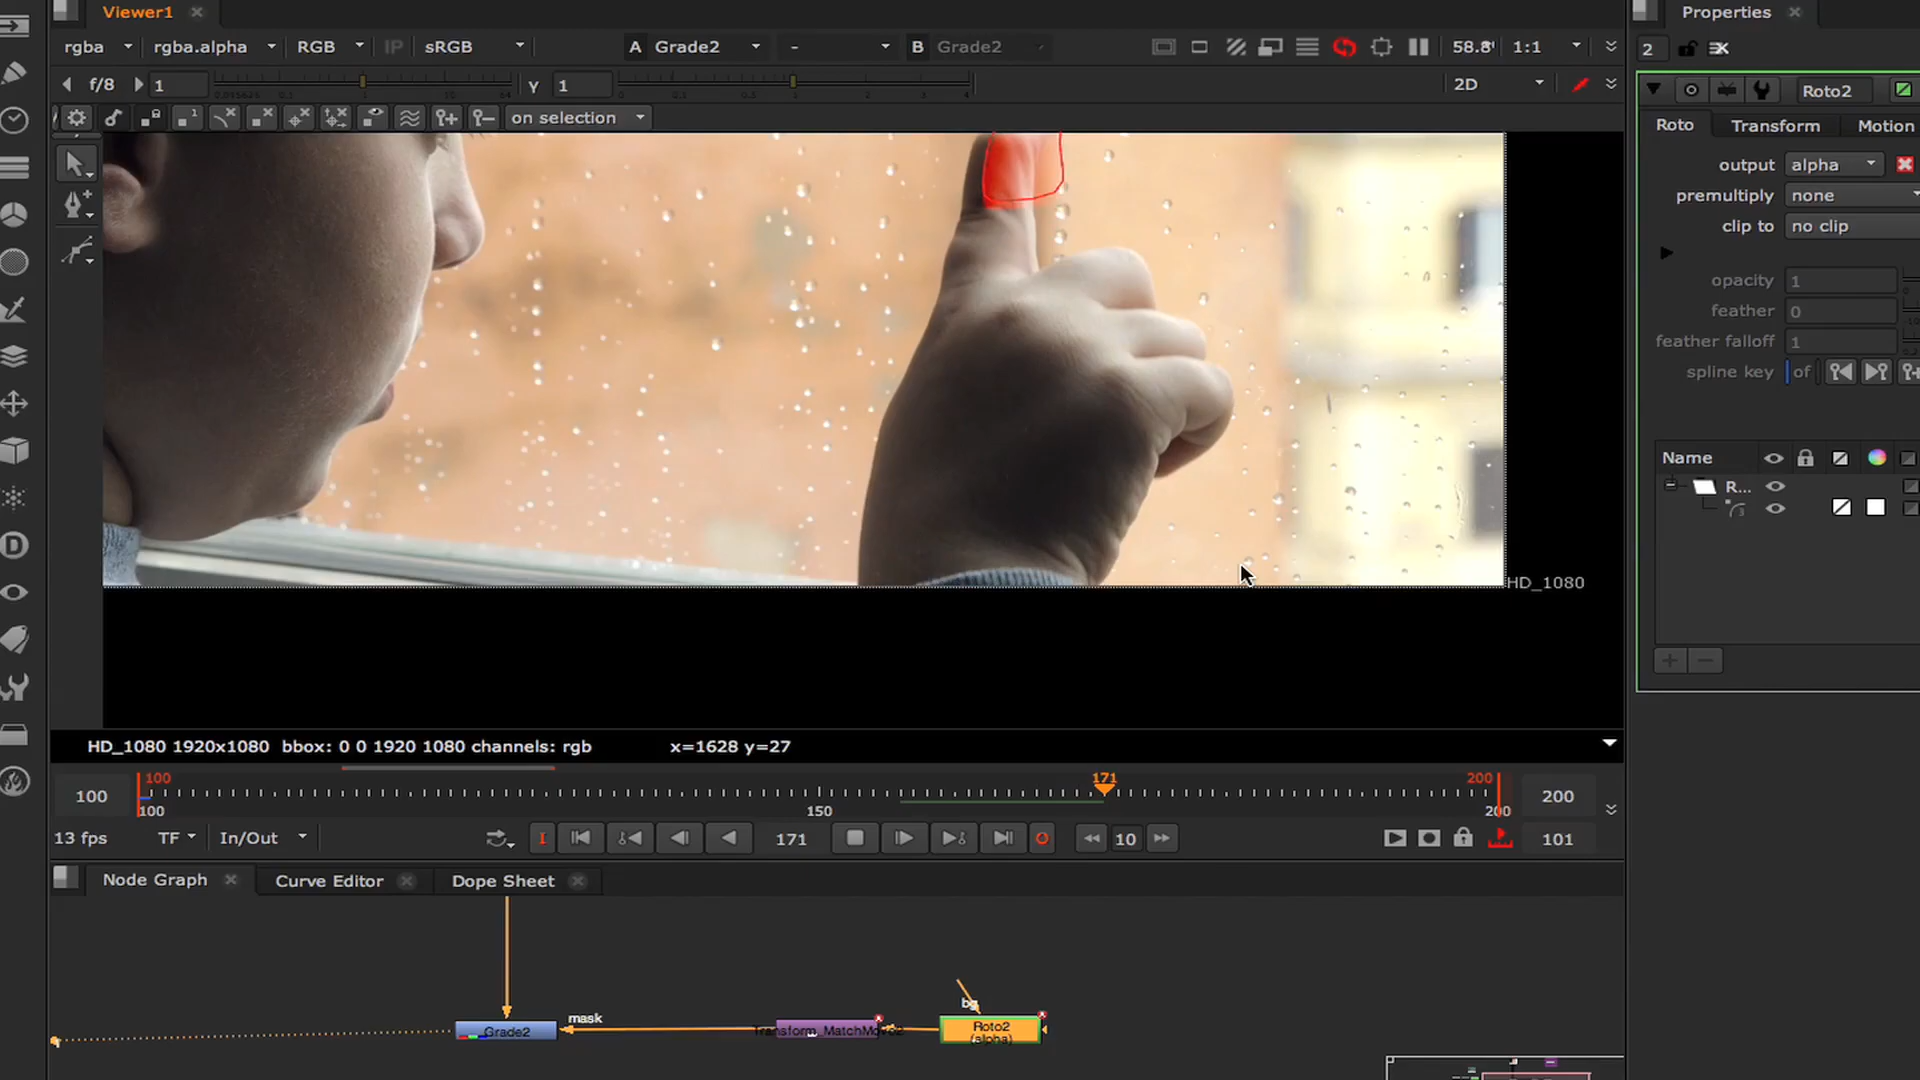 Viewer1
Properties
rgba rgba.alpha RGB IP sRGB A Grade2 - B Grade2 58.8 1:1
2
f/8 1 Y 1 2D
Roto2
on selection
Roto Transform Motion
output alpha
premultiply none
clip to no clip
opacity 1
feather 0
feather falloff 1
spline key of
Name
R...
HD_1080
HD_1080 1920x1080 bbox: 0 0 1920 1080 channels: rgb x=1628 y=27
100 100 171 200 200
100 150 200
13 fps TF In/Out 171 10 101
Node Graph Curve Editor Dope Sheet
bg
mask
Grade2 Transform_MatchMove2 Roto2
(alpha)